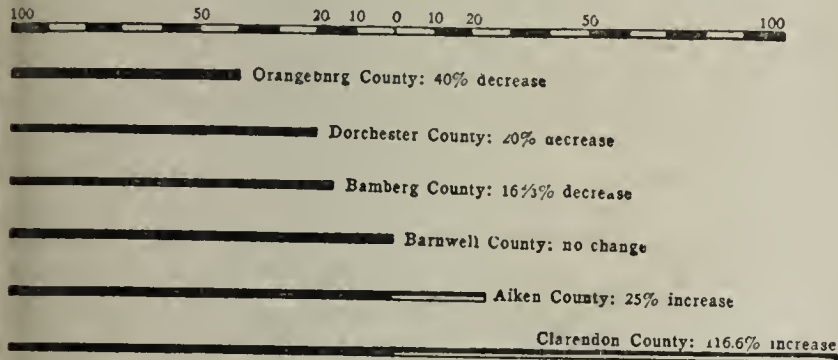 100 50 20 10 0 10 20 50 100
Orangebnrg County: 40% decrease
Dorchester County: 20% decrease
Bamberg County: 16⅔% decrease
Barnwell County: no change
Aiken County: 25% increase
Clarendon County: 116.6% increase